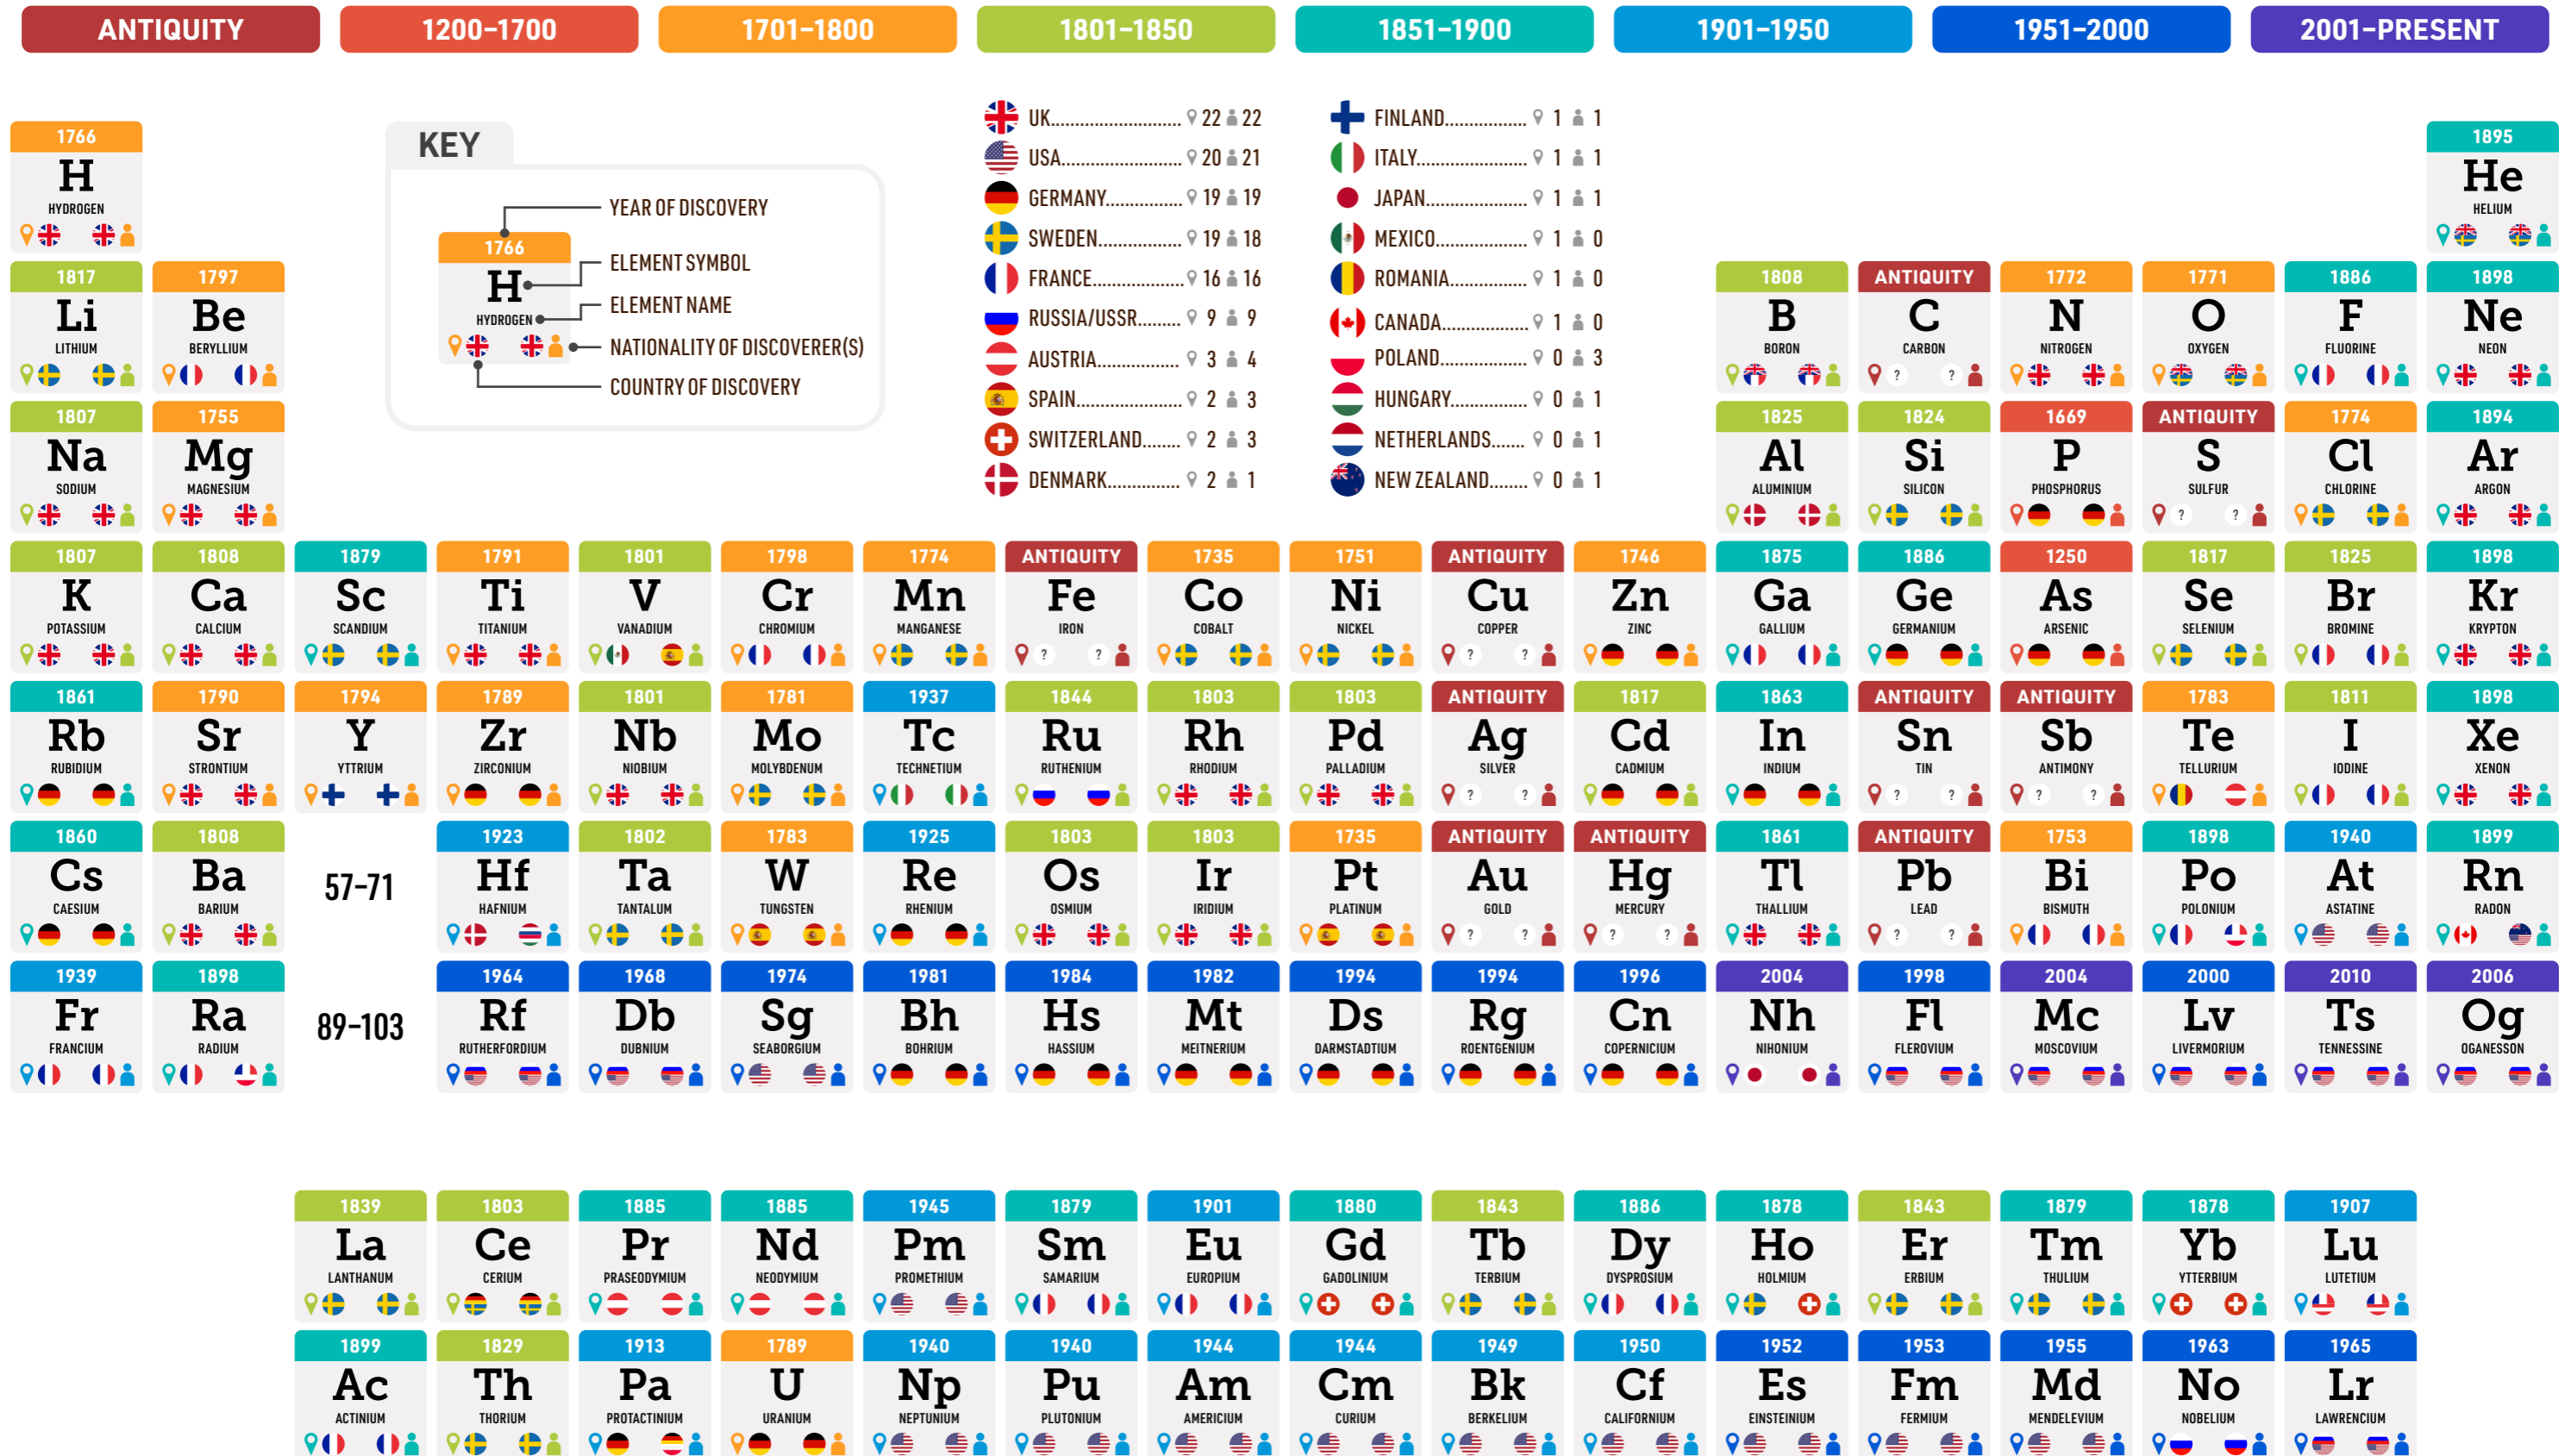 ANTIQUITY 1200–1700 1701–1800 1801–1850 1851–1900 1901–1950 1951–2000 2001–PRESENT
KEY
YEAR OF DISCOVERY
1766
ELEMENT SYMBOL
H
ELEMENT NAME
HYDROGEN
NATIONALITY OF DISCOVERER(S)
COUNTRY OF DISCOVERY
UK.......................... 22 22
USA........................ 20 21
GERMANY............... 19 19
SWEDEN................. 19 18
FRANCE.................. 16 16
RUSSIA/USSR......... 9 9
AUSTRIA................. 3 4
SPAIN..................... 2 3
SWITZERLAND........ 2 3
DENMARK............... 2 1
FINLAND................. 1 1
ITALY...................... 1 1
JAPAN.................... 1 1
MEXICO.................. 1 0
ROMANIA............... 1 0
CANADA.................. 1 0
POLAND.................. 0 3
HUNGARY................ 0 1
NETHERLANDS....... 0 1
NEW ZEALAND........ 0 1
1766 1895
H He
HYDROGEN HELIUM
1817 1797 1808 ANTIQUITY 1772 1771 1886 1898
Li Be B C N O F Ne
LITHIUM BERYLLIUM BORON CARBON NITROGEN OXYGEN FLUORINE NEON
? ?
1807 1755 1825 1824 1669 ANTIQUITY 1774 1894
Na Mg Al Si P S Cl Ar
SODIUM MAGNESIUM ALUMINIUM SILICON PHOSPHORUS SULFUR CHLORINE ARGON
? ?
1807 1808 1879 1791 1801 1798 1774 ANTIQUITY 1735 1751 ANTIQUITY 1746 1875 1886 1250 1817 1825 1898
K Ca Sc Ti V Cr Mn Fe Co Ni Cu Zn Ga Ge As Se Br Kr
POTASSIUM CALCIUM SCANDIUM TITANIUM VANADIUM CHROMIUM MANGANESE IRON COBALT NICKEL COPPER ZINC GALLIUM GERMANIUM ARSENIC SELENIUM BROMINE KRYPTON
? ? ? ?
1861 1790 1794 1789 1801 1781 1937 1844 1803 1803 ANTIQUITY 1817 1863 ANTIQUITY ANTIQUITY 1783 1811 1898
Rb Sr Y Zr Nb Mo Tc Ru Rh Pd Ag Cd In Sn Sb Te I Xe
RUBIDIUM STRONTIUM YTTRIUM ZIRCONIUM NIOBIUM MOLYBDENUM TECHNETIUM RUTHENIUM RHODIUM PALLADIUM SILVER CADMIUM INDIUM TIN ANTIMONY TELLURIUM IODINE XENON
? ? ? ? ? ?
1860 1808 1923 1802 1783 1925 1803 1803 1735 ANTIQUITY ANTIQUITY 1861 ANTIQUITY 1753 1898 1940 1899
Cs Ba 57–71 Hf Ta W Re Os Ir Pt Au Hg Tl Pb Bi Po At Rn
CAESIUM BARIUM HAFNIUM TANTALUM TUNGSTEN RHENIUM OSMIUM IRIDIUM PLATINUM GOLD MERCURY THALLIUM LEAD BISMUTH POLONIUM ASTATINE RADON
? ? ? ? ? ?
1939 1898 1964 1968 1974 1981 1984 1982 1994 1994 1996 2004 1998 2004 2000 2010 2006
Fr Ra 89–103 Rf Db Sg Bh Hs Mt Ds Rg Cn Nh Fl Mc Lv Ts Og
FRANCIUM RADIUM RUTHERFORDIUM DUBNIUM SEABORGIUM BOHRIUM HASSIUM MEITNERIUM DARMSTADTIUM ROENTGENIUM COPERNICIUM NIHONIUM FLEROVIUM MOSCOVIUM LIVERMORIUM TENNESSINE OGANESSON
1839 1803 1885 1885 1945 1879 1901 1880 1843 1886 1878 1843 1879 1878 1907
La Ce Pr Nd Pm Sm Eu Gd Tb Dy Ho Er Tm Yb Lu
LANTHANUM CERIUM PRASEODYMIUM NEODYMIUM PROMETHIUM SAMARIUM EUROPIUM GADOLINIUM TERBIUM DYSPROSIUM HOLMIUM ERBIUM THULIUM YTTERBIUM LUTETIUM
1899 1829 1913 1789 1940 1940 1944 1944 1949 1950 1952 1953 1955 1963 1965
Ac Th Pa U Np Pu Am Cm Bk Cf Es Fm Md No Lr
ACTINIUM THORIUM PROTACTINIUM URANIUM NEPTUNIUM PLUTONIUM AMERICIUM CURIUM BERKELIUM CALIFORNIUM EINSTEINIUM FERMIUM MENDELEVIUM NOBELIUM LAWRENCIUM